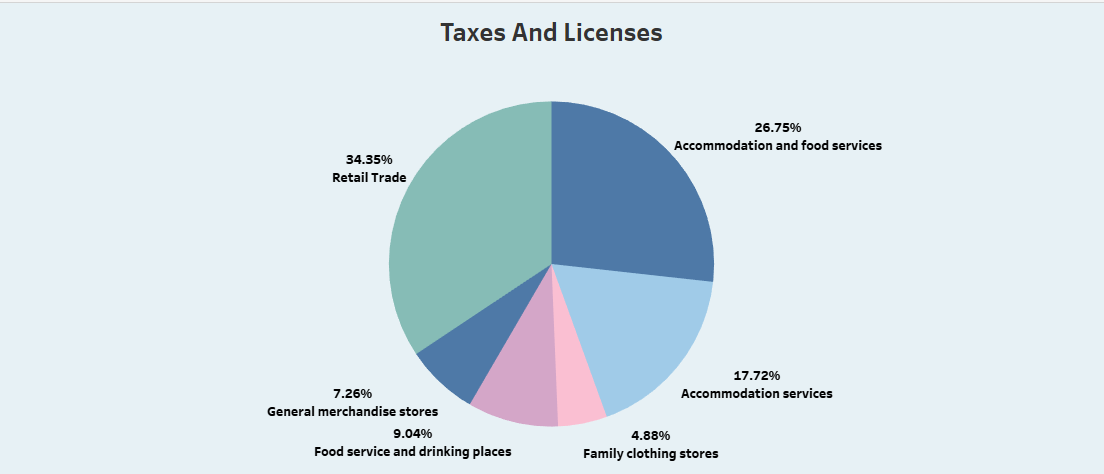 Taxes And Licenses
26.75%
Accommodation and food services
34.35%
Retail Trade
17.72%
Accommodation services
7.26%
General merchandise stores
9.04%
Food service and drinking places
4.88%
Family clothing stores